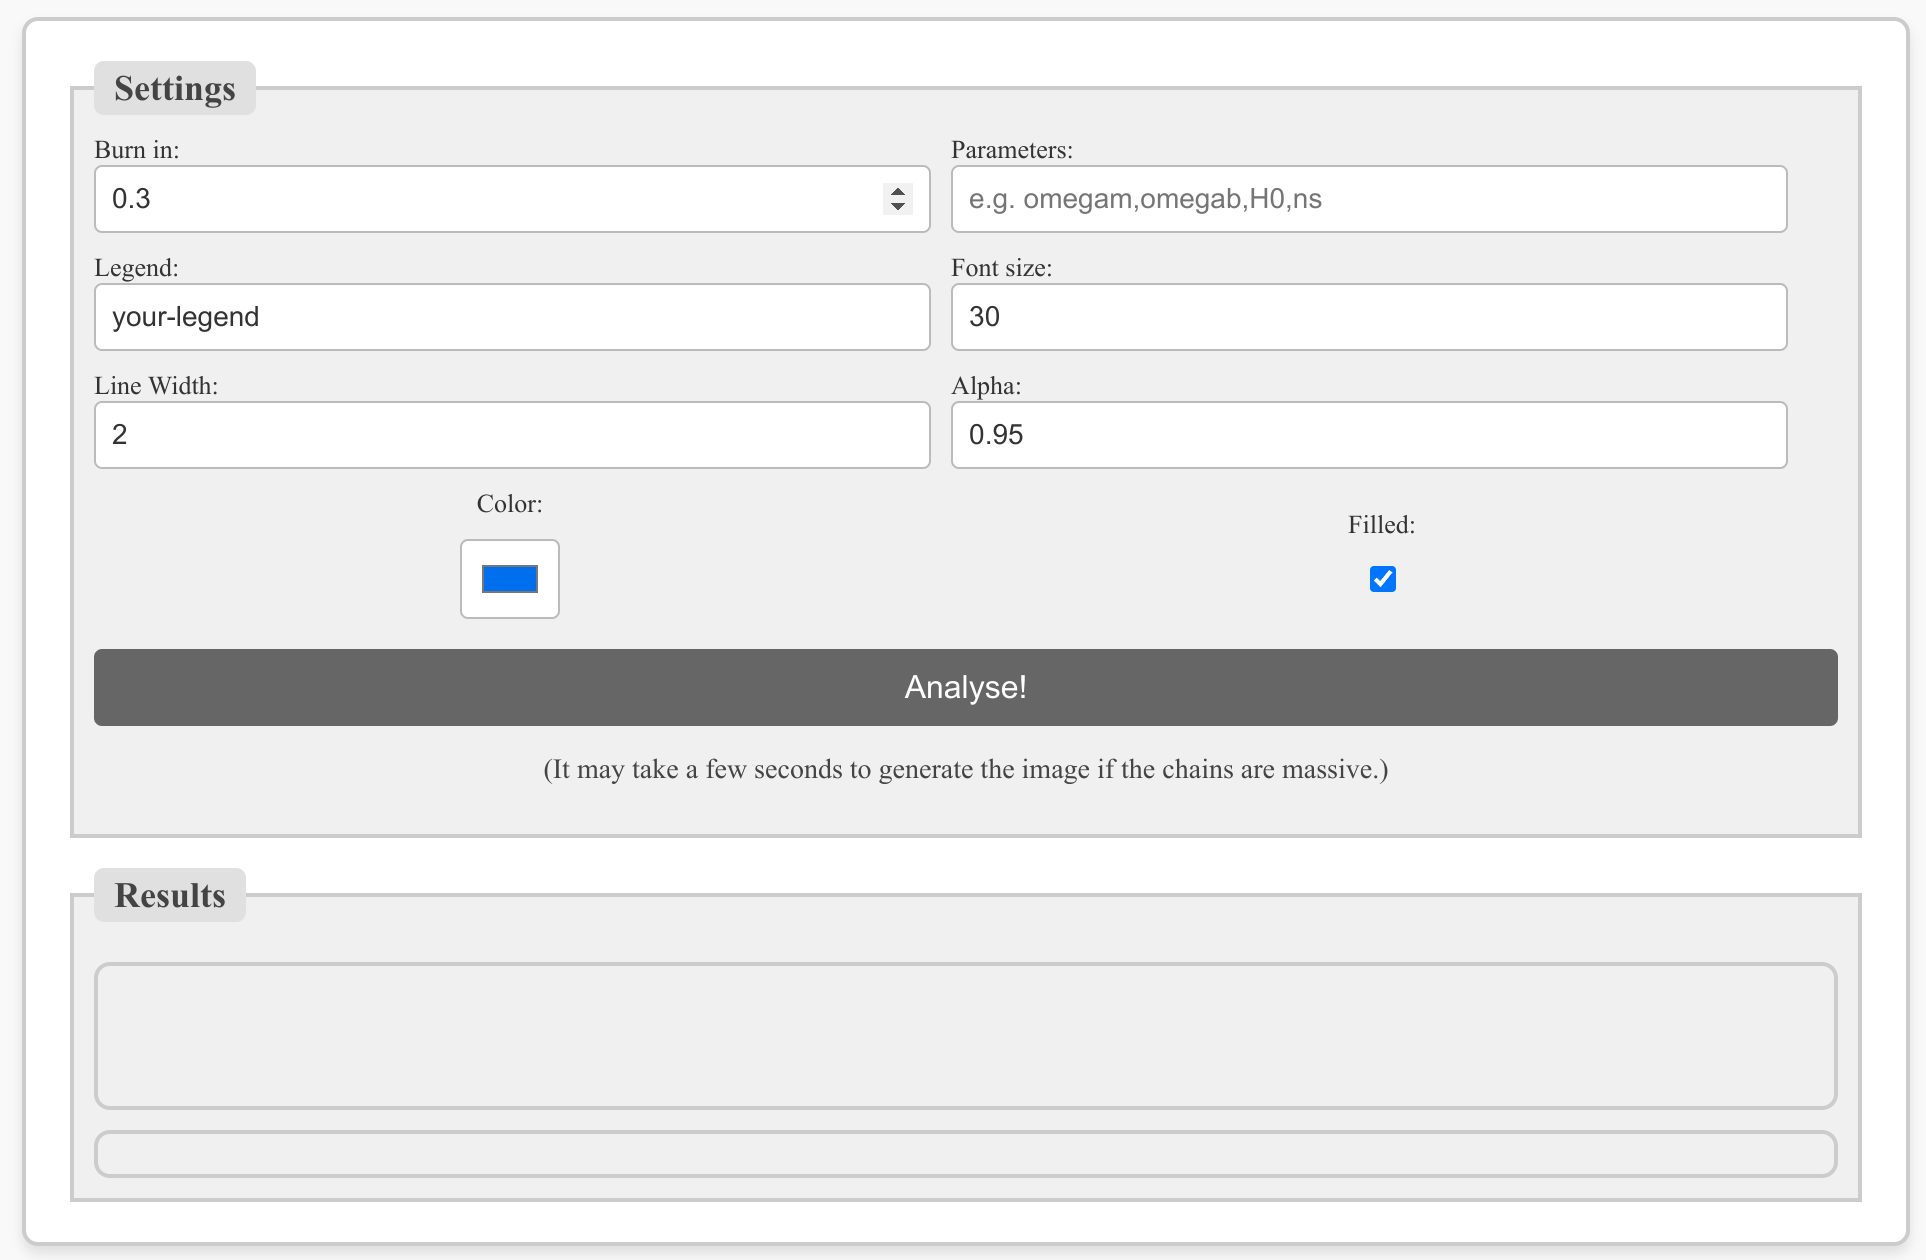 Settings
Burn in:
Parameters:
0.3
e.g. omegam,omegab,H0,ns
Legend:
Font size:
your-legend
30
Line Width:
Alpha:
2
0.95
Color:
Filled:
Analyse!
(It may take a few seconds to generate the image if the chains are massive.)
Results